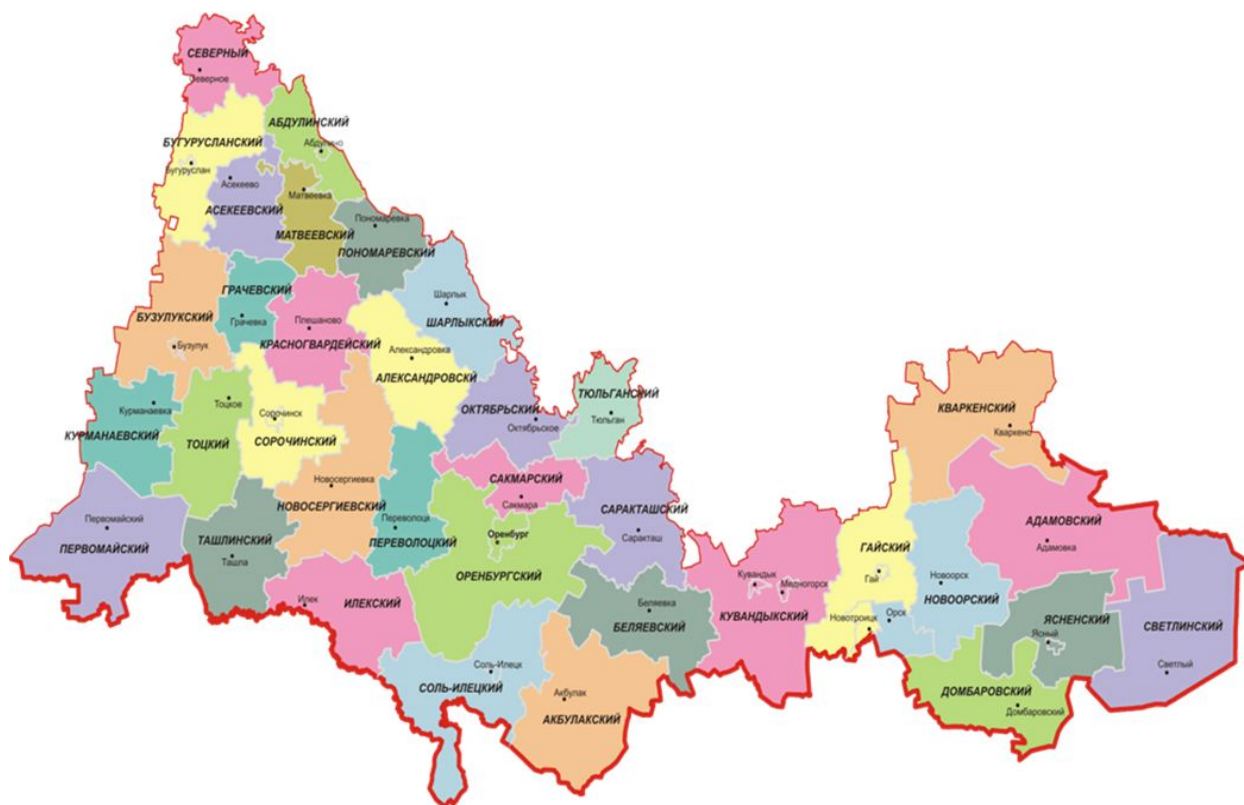 СЕВЕРНЫЙ
Северное
АБДУЛИНСКИЙ
БУГУРУСЛАНСКИЙ
Абдулино
Бугуруслан
Асекеево
Матвеевка
АСЕКЕЕВСКИЙ
Пономаревка
МАТВЕЕВСКИЙ
ПОНОМАРЕВСКИЙ
ГРАЧЕВСКИЙ
Шарлык
БУЗУЛУКСКИЙ
Грачевка
Плешаново
ШАРЛЫКСКИЙ
Бузулук
КРАСНОГВАРДЕЙСКИЙ
Александровка
АЛЕКСАНДРОВСКИ
ТЮЛЬГАНСКИЙ
Тоцкое
Курманаевка
ОКТЯБРЬСКИЙ
КВАРКЕНСКИЙ
Сорочинск
Октябрьское
Тюльган
Кваркено
КУРМАНАЕВСКИЙ
ТОЦКИЙ
СОРОЧИНСКИЙ
Новосергиевка
САКМАРСКИЙ
Сакмара
НОВОСЕРГИЕВСКИЙ
САРАКТАШСКИЙ
Первомайский
Переволоцк
Оренбург
Саракташ
АДАМОВСКИЙ
ПЕРВОМАЙСКИЙ
ТАШЛИНСКИЙ
Ташла
ПЕРЕВОЛОЦКИЙ
ГАЙСКИЙ
Адамовка
ОРЕНБУРГСКИЙ
Гай
Новоорск
Кувандык
Медногорск
НОВООРСКИЙ
Илек
ИЛЕКСКИЙ
Беляевка
КУВАНДЫКСКИЙ
Орск
БЕЛЯЕВСКИЙ
Новотроицк
ЯСНЕНСКИЙ
СВЕТЛИНСКИЙ
Ясный
Соль-Илецк
Светлый
СОЛЬ-ИЛЕЦКИЙ
Акбулак
ДОМБАРОВСКИЙ
Домбаровский
АКБУЛАКСКИЙ